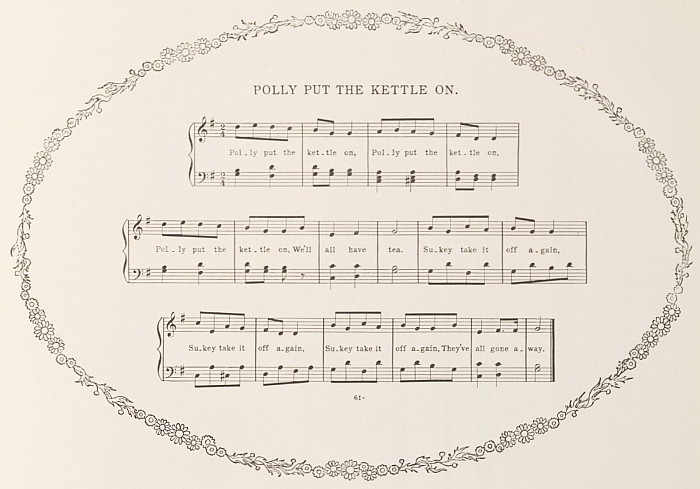 POLLY PUT THE KETTLE ON.
Pol-ly put the ket-tle on, Pol-ly put the ket-tle on,
Pol-ly put the ket-tle on, We'll all have tea. Su-key take it off a-gain,
Su-key take it off a-gain, Su-key take it off a-gain, They've all gone a-way.
61-